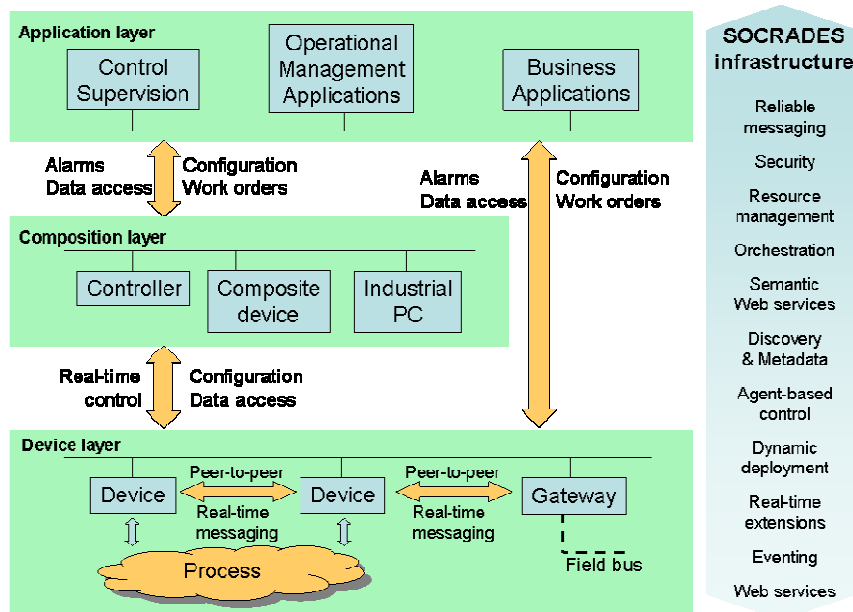 Application layer
Control
Supervision
Operational
Management
Applications
Business
Applications
Alarms
Data access
Configuration
Work orders
Alarms
Data access
Configuration
Work orders
Composition layer
Controller
Composite
device
Industrial
PC
Real-time
control
Configuration
Data access
Device layer
Device
Peer-to-peer
Real-time
messaging
Device
Peer-to-peer
Real-time
messaging
Gateway
Process
Field bus
SOCRADES
infrastructure
Reliable
messaging
Security
Resource
management
Orchestration
Semantic
Web services
Discovery
& Metadata
Agent-based
control
Dynamic
deployment
Real-time
extensions
Eventing
Web services